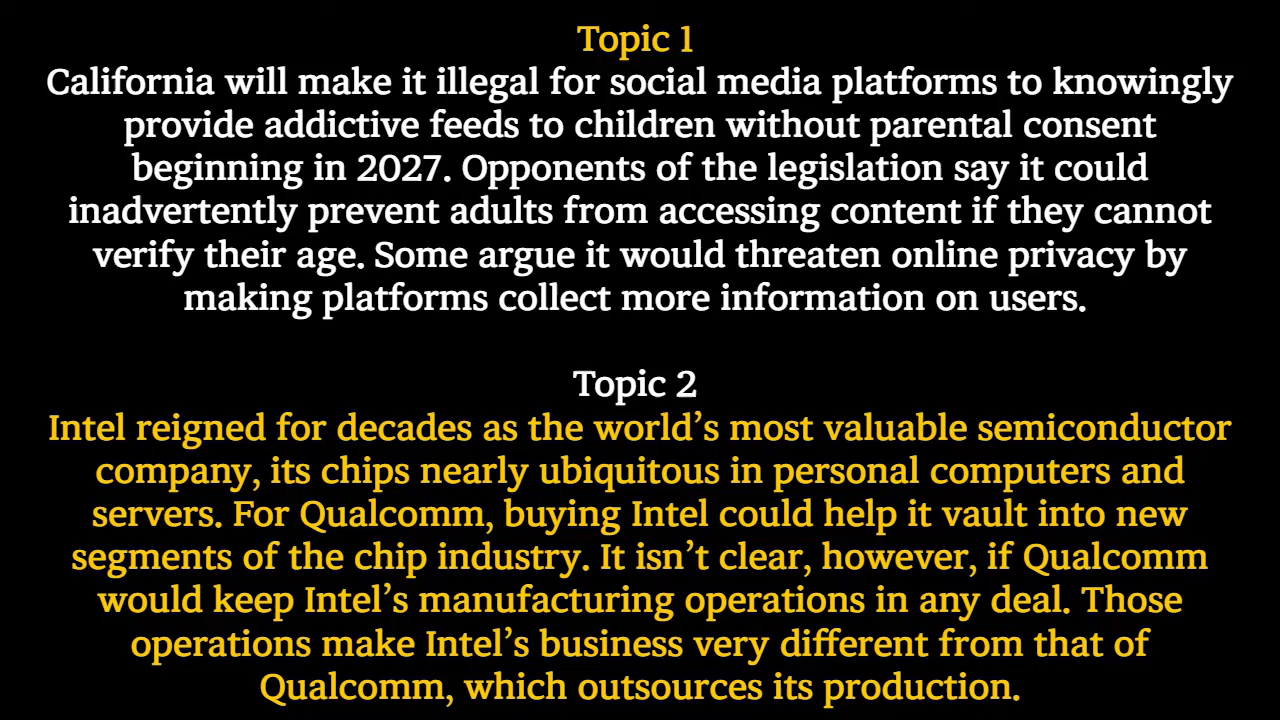 Topic 1
California will make it illegal for social media platforms to knowingly
provide addictive feeds to children without parental consent
beginning in 2027. Opponents of the legislation say it could
inadvertently prevent adults from accessing content if they cannot
verify their age. Some argue it would threaten online privacy by
making platforms collect more information on users.
Topic 2
Intel reigned for decades as the world’s most valuable semiconductor
company, its chips nearly ubiquitous in personal computers and
servers. For Qualcomm, buying Intel could help it vault into new
segments of the chip industry. It isn’t clear, however, if Qualcomm
would keep Intel’s manufacturing operations in any deal. Those
operations make Intel’s business very different from that of
Qualcomm, which outsources its production.